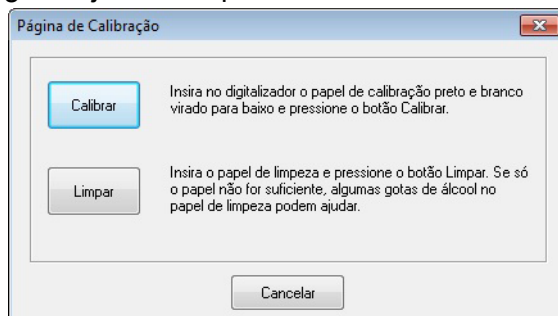 Página de Calibração
Calibrar
Insira no digitalizador o papel de calibração preto e branco
virado para baixo e pressione o botão Calibrar.
Limpar
Insira o papel de limpeza e pressione o botão Limpar. Se só
o papel não for suficiente, algumas gotas de álcool no
papel de limpeza podem ajudar.
Cancelar